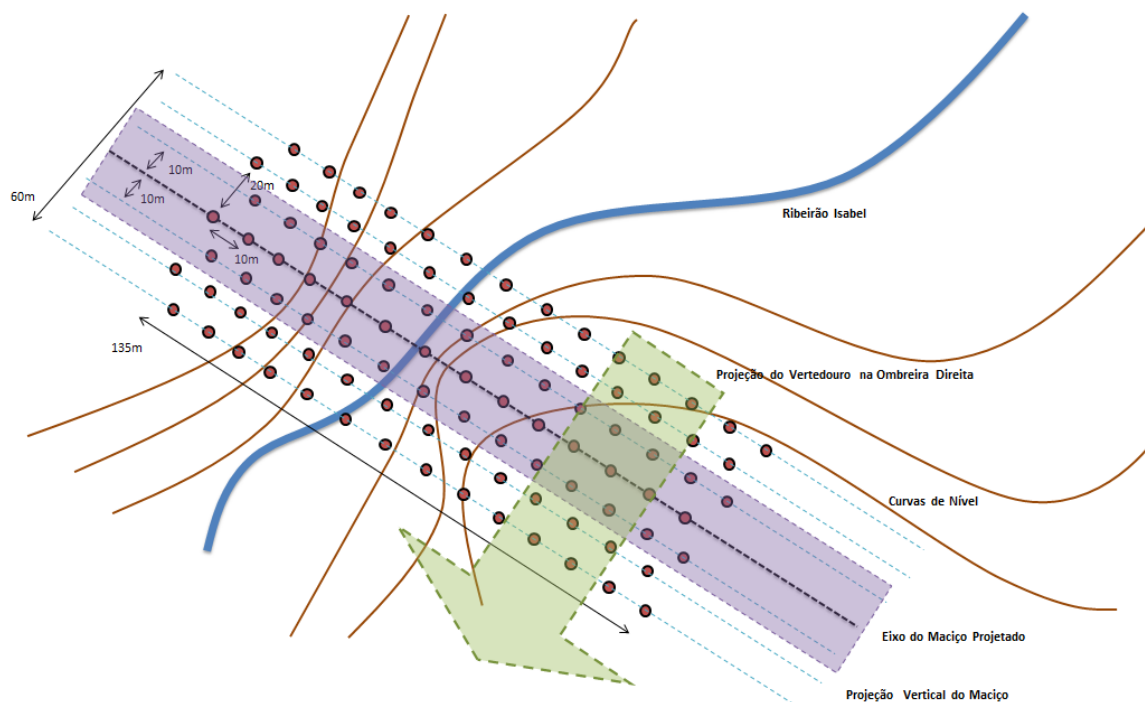 10m
20m
60m
10m
Ribeirão Isabel
10m
135m
Projeção do Vertedouro na Ombreira Direita
Curvas de Nível
Eixo do Maciço Projetado
Projeção Vertical do Maciço